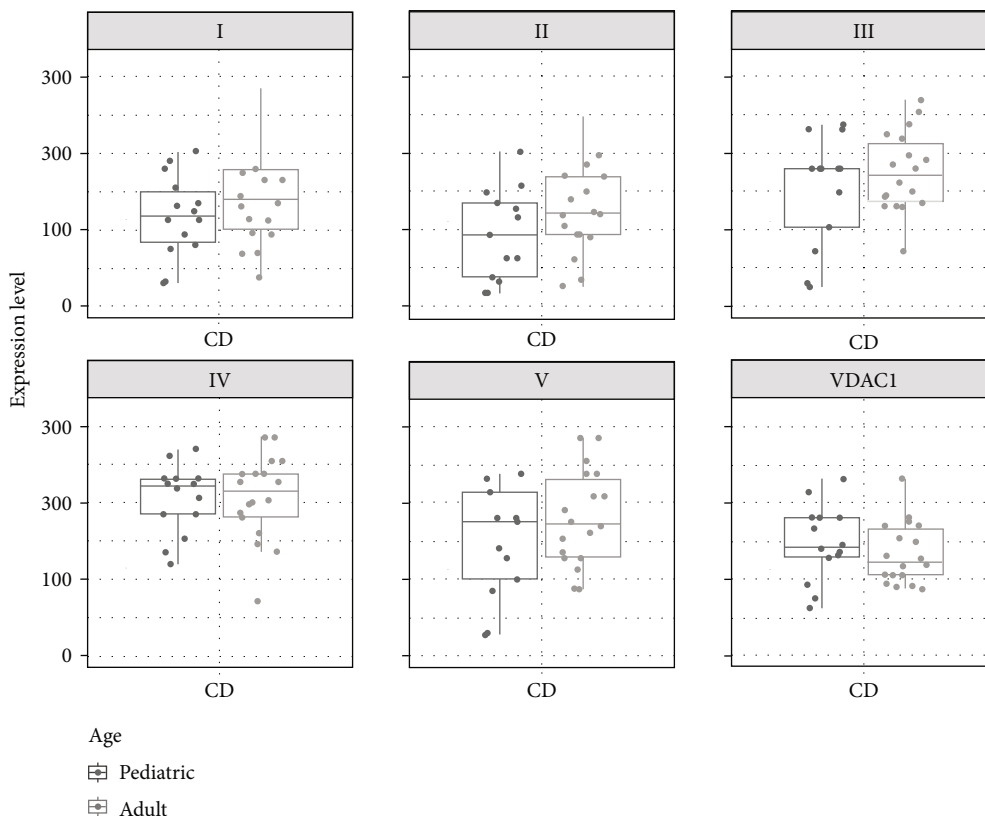 I
II
III
300
300
100
0
CD
CD
CD
Expression level
IV
V
VDAC1
300
300
100
0
CD
CD
CD
Age
Pediatric
Adult